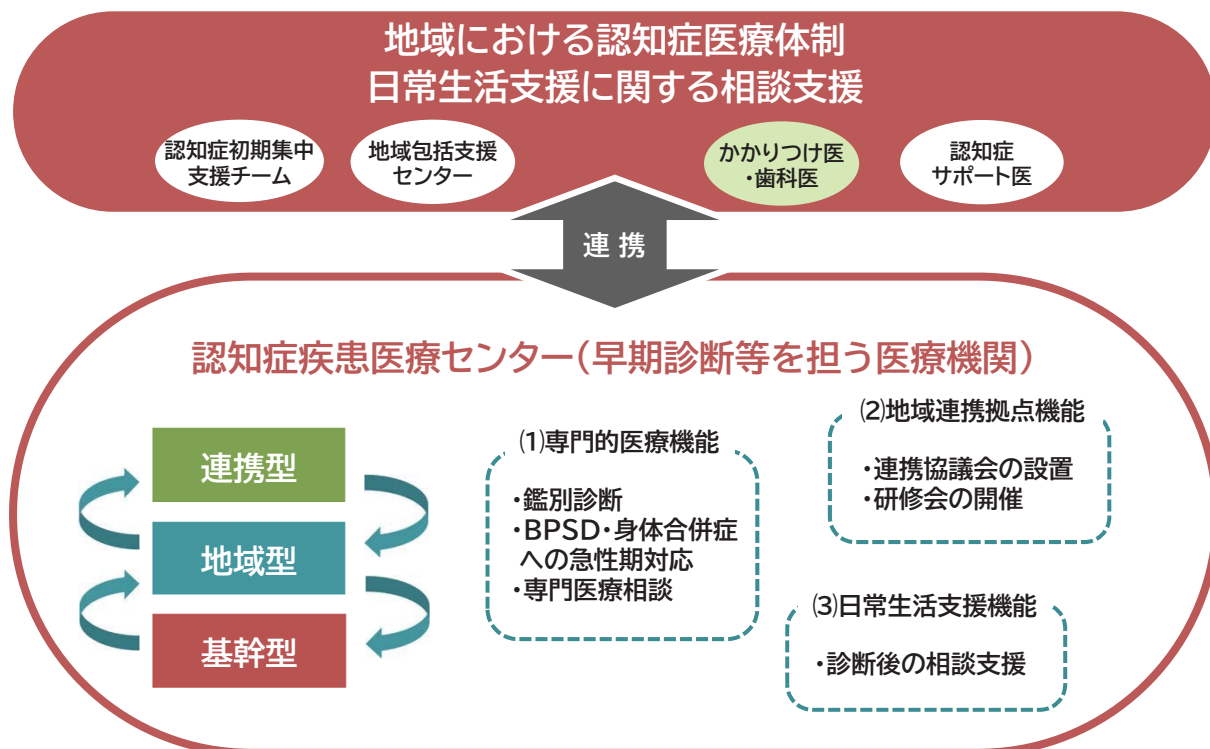 地域における認知症医療体制
日常生活支援に関する相談支援
認知症初期集中
支援チーム
地域包括支援
センター
かかりつけ医
・歯科医
認知症
サポート医
連 携
認知症疾患医療センター(早期診断等を担う医療機関)
連携型
地域型
基幹型
⑴専門的医療機能
・鑑別診断
・BPSD・身体合併症
への急性期対応
・専門医療相談
⑵地域連携拠点機能
・連携協議会の設置
・研修会の開催
⑶日常生活支援機能
・診断後の相談支援